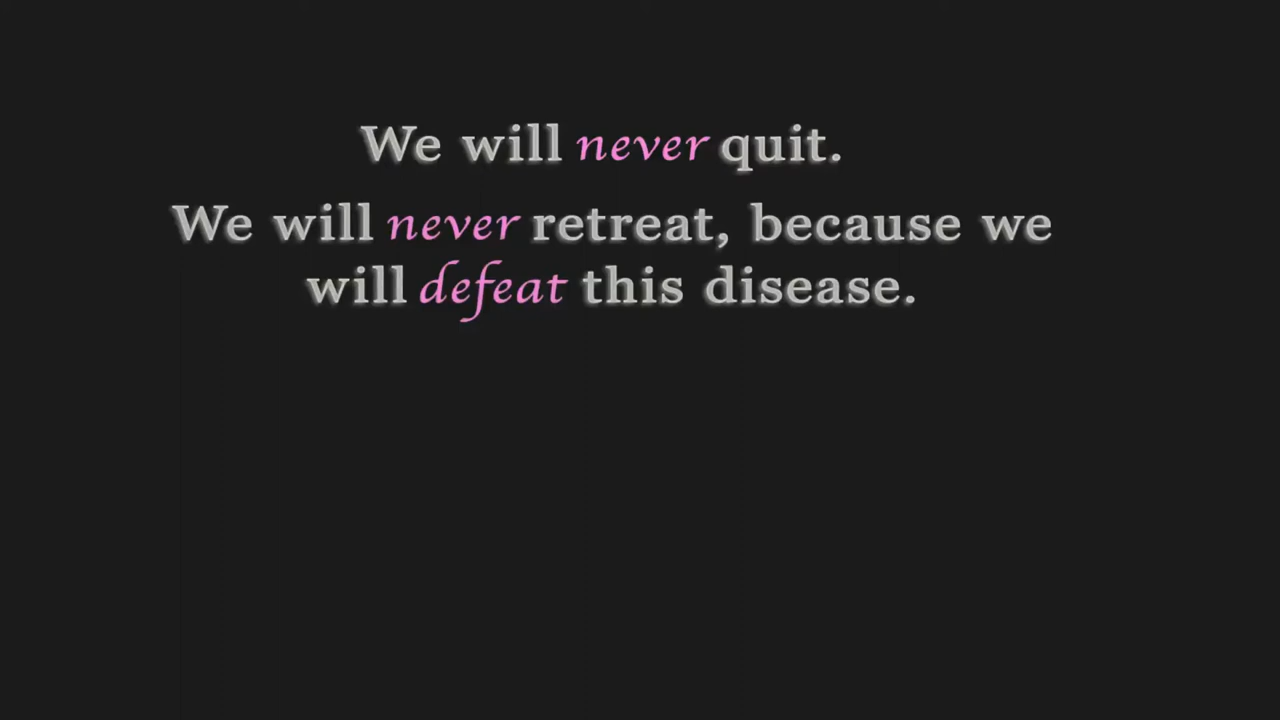 We will never quit.
We will never retreat, because we
will defeat this disease.